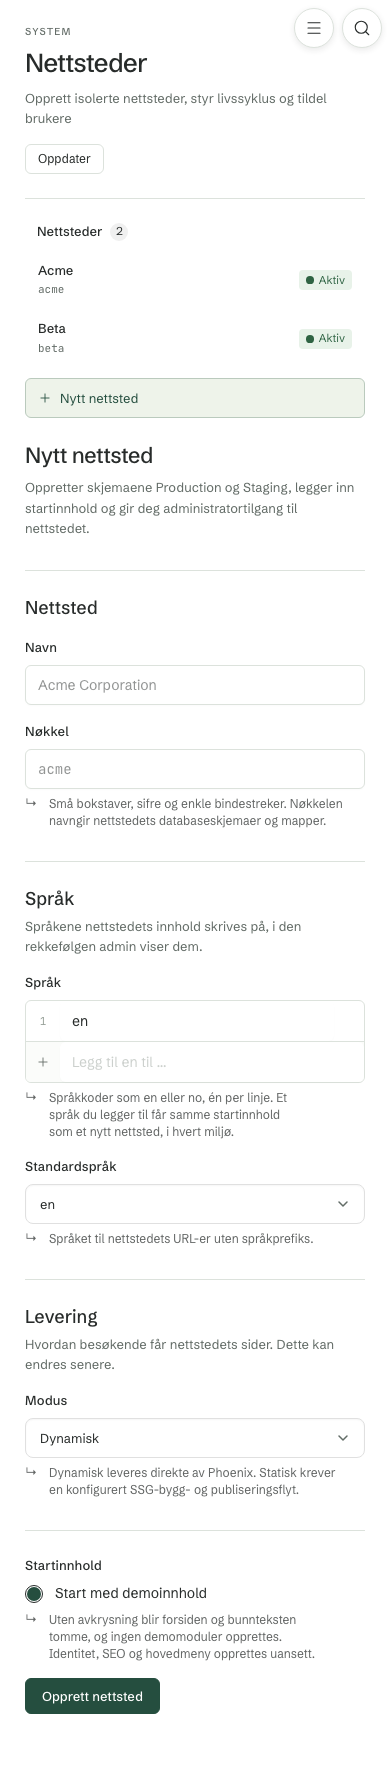 SYSTEM
Nettsteder
Opprett isolerte nettsteder, styr livssyklus og tildel
brukere
Oppdater
Nettsteder 2
Acme
acme
Aktiv
Beta
beta
Aktiv
+ Nytt nettsted
Nytt nettsted
Oppretter skjemaene Production og Staging, legger inn
startinnhold og gir deg administratortilgang til
nettstedet.
Nettsted
Navn
Acme Corporation
Nøkkel
acme
Små bokstaver, sifre og enkle bindestreker. Nøkkelen
navngir nettstedets databaseskjemaer og mapper.
Språk
Språkene nettstedets innhold skrives på, i den
rekkefølgen admin viser dem.
Språk
1 en
+ Legg til en til …
Språkkoder som en eller no, én per linje. Et
språk du legger til får samme startinnhold
som et nytt nettsted, i hvert miljø.
Standardspråk
en
Språket til nettstedets URL-er uten språkprefiks.
Levering
Hvordan besøkende får nettstedets sider. Dette kan
endres senere.
Modus
Dynamisk
Dynamisk leveres direkte av Phoenix. Statisk krever
en konfigurert SSG-bygg- og publiseringsflyt.
Startinnhold
Start med demoinnhold
Uten avkrysning blir forsiden og bunnteksten
tomme, og ingen demomoduler opprettes.
Identitet, SEO og hovedmeny opprettes uansett.
Opprett nettsted